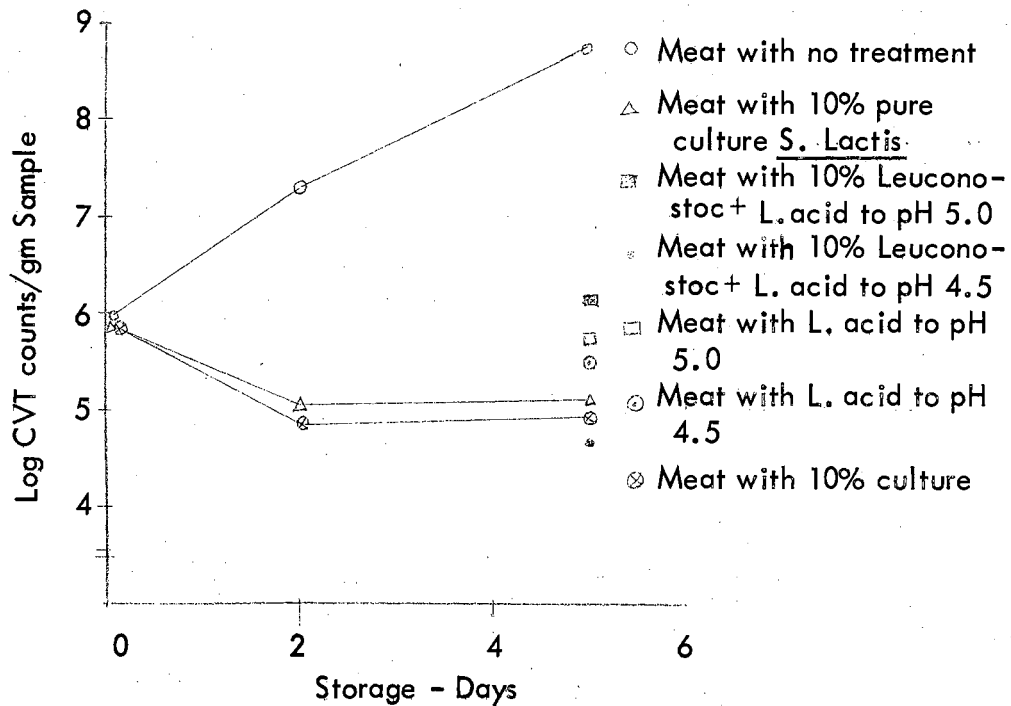 9
8
7
6
5
4
Log CVT counts/gm Sample
0 2 4 6
Storage - Days
Meat with no treatment
Meat with 10% pure
culture S. Lactis
Meat with 10% Leucono-
stoc+ L. acid to pH 5.0
Meat with 10% Leucono-
stoc+ L. acid to pH 4.5
Meat with L. acid to pH
5.0
Meat with L. acid to pH
4.5
Meat with 10% culture